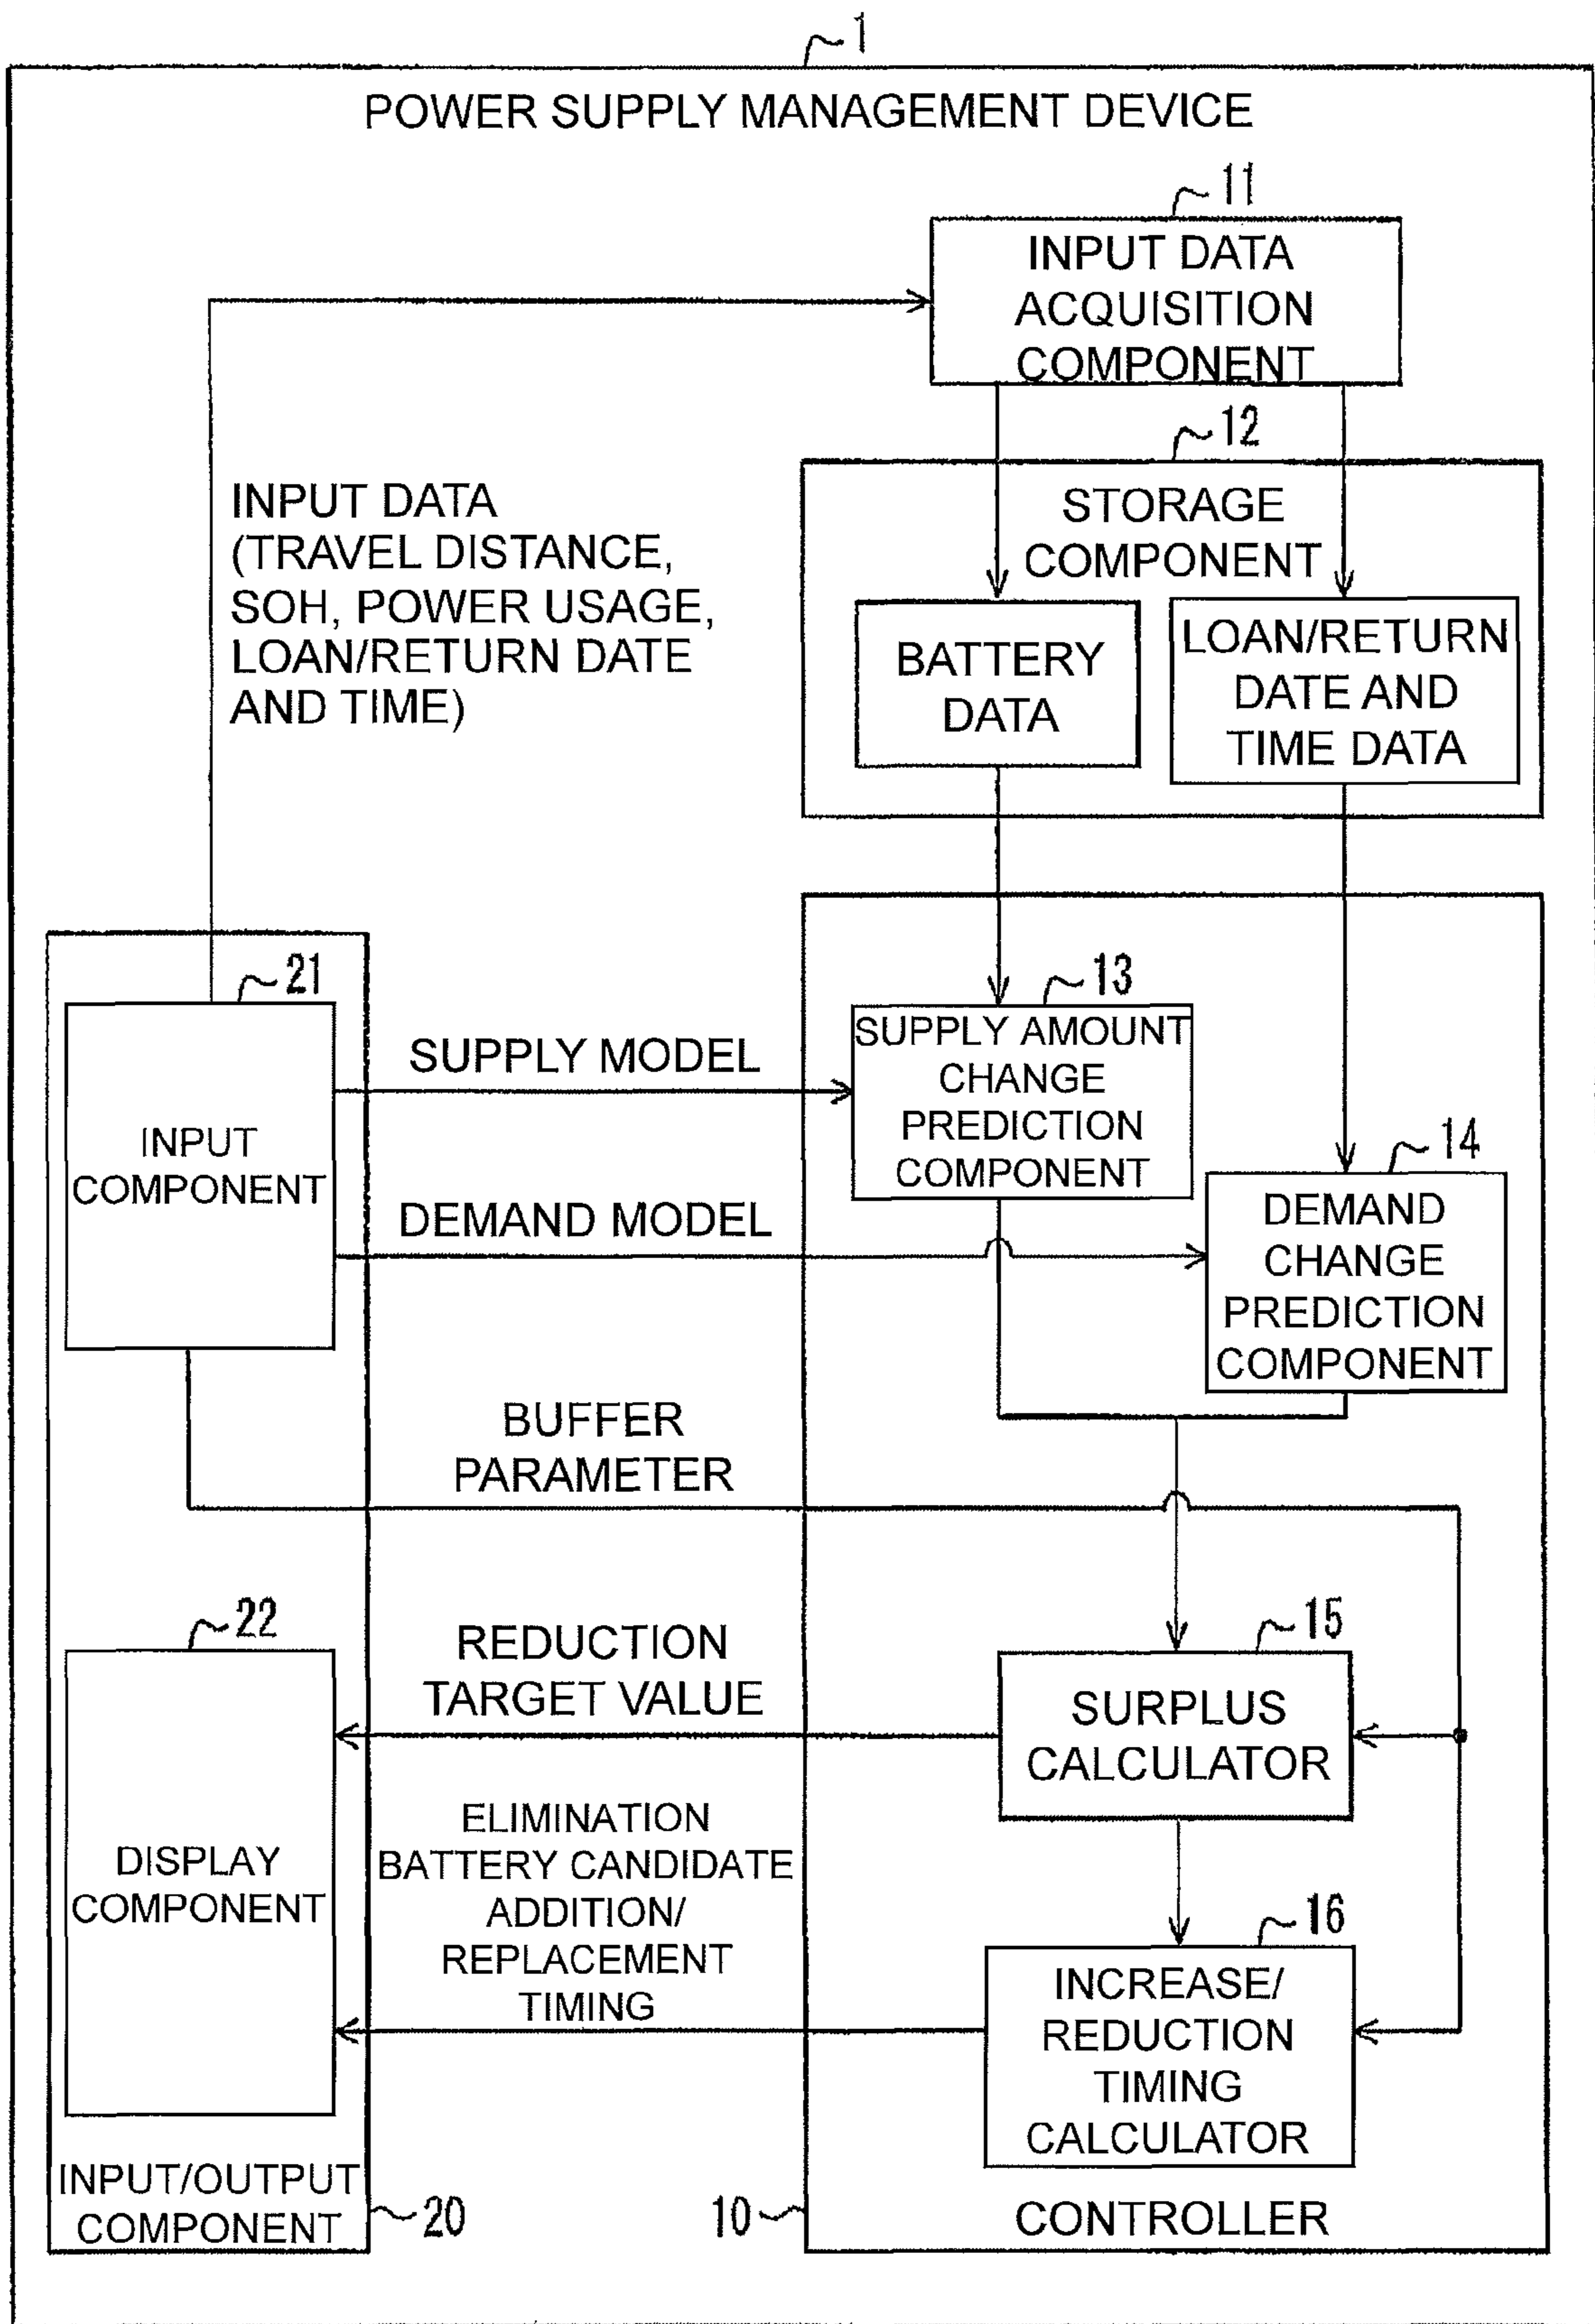 1
POWER SUPPLY MANAGEMENT DEVICE
11
INPUT DATA
ACQUISITION
COMPONENT
12
STORAGE
COMPONENT
INPUT DATA
(TRAVEL DISTANCE,
SOH, POWER USAGE,
LOAN/RETURN DATE
AND TIME)
BATTERY
DATA
LOAN/RETURN
DATE AND
TIME DATA
21
INPUT
COMPONENT
SUPPLY MODEL
13
SUPPLY AMOUNT
CHANGE
PREDICTION
COMPONENT
DEMAND MODEL
14
DEMAND
CHANGE
PREDICTION
COMPONENT
BUFFER
PARAMETER
22
DISPLAY
COMPONENT
REDUCTION
TARGET VALUE
15
SURPLUS
CALCULATOR
ELIMINATION
BATTERY CANDIDATE
ADDITION/
REPLACEMENT
TIMING
16
INCREASE/
REDUCTION
TIMING
CALCULATOR
INPUT/OUTPUT
COMPONENT
20
10
CONTROLLER